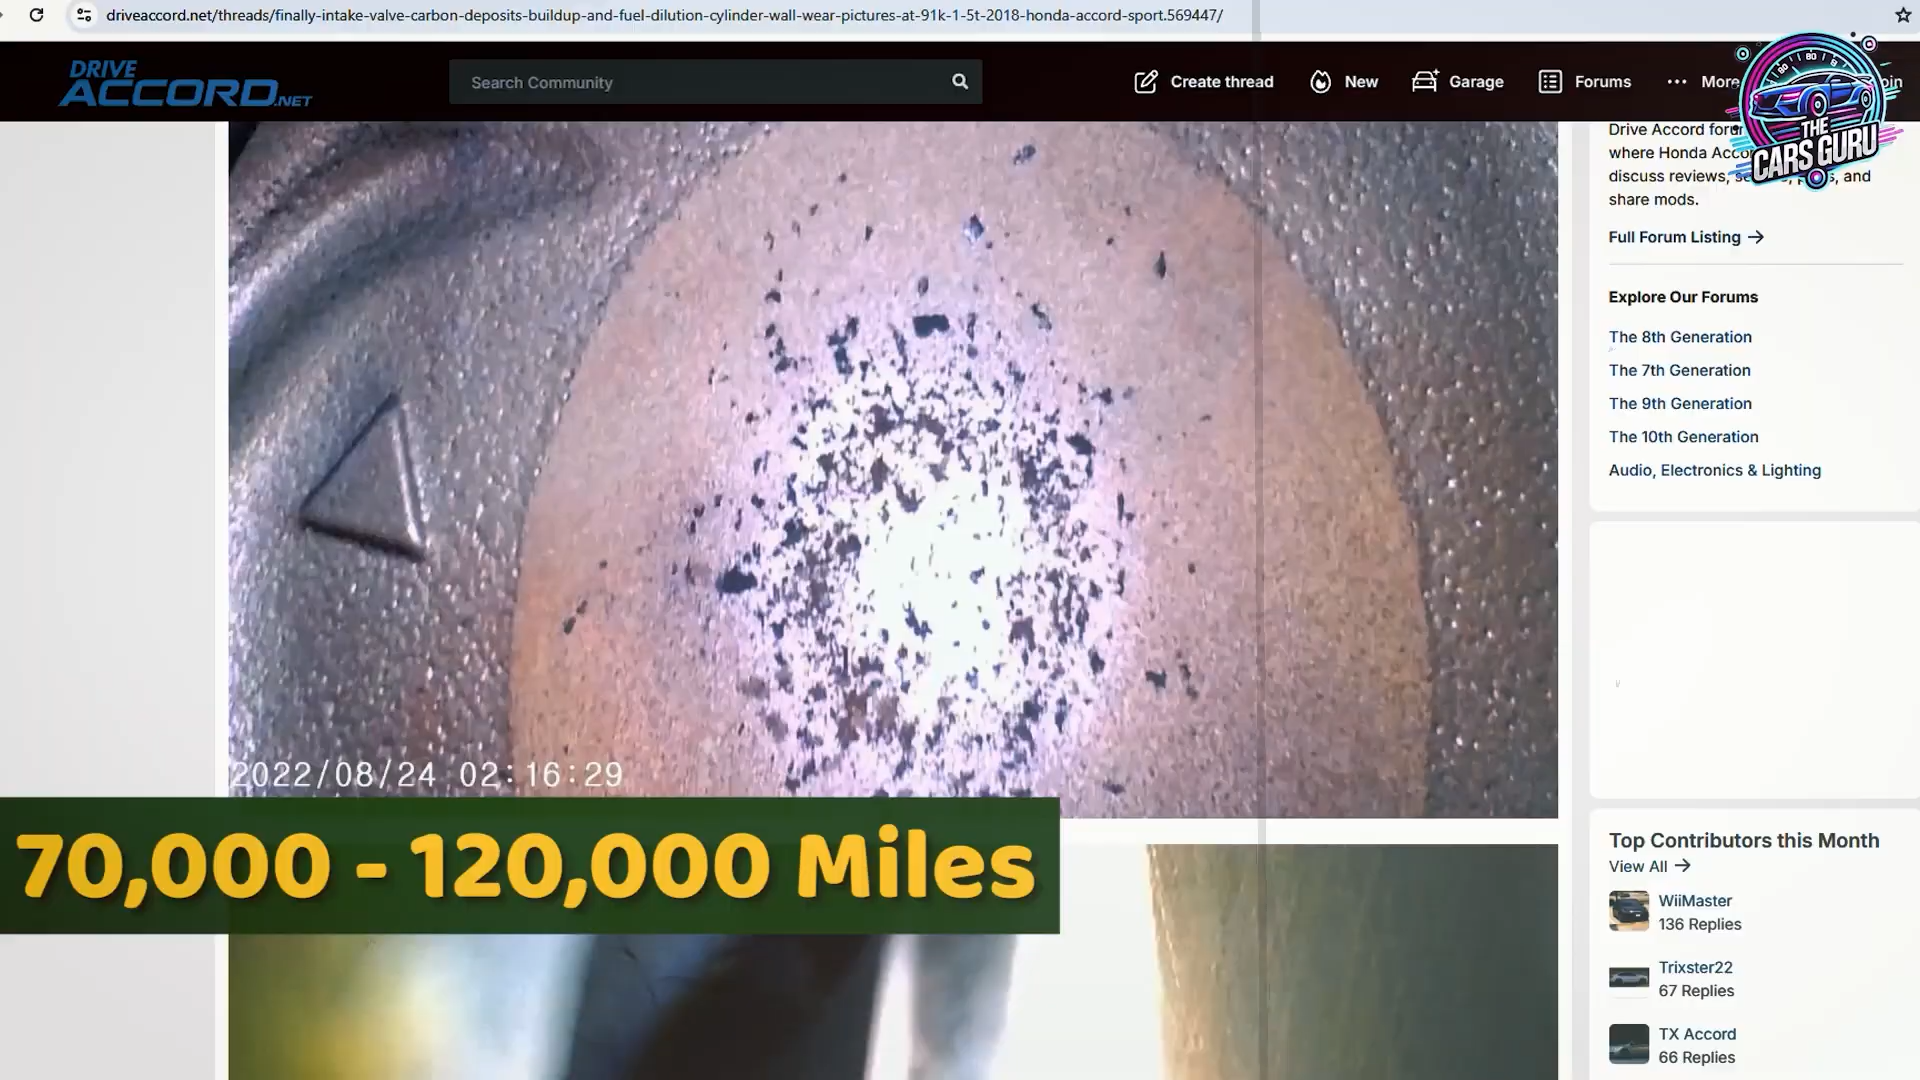 driveaccord.net/threads/finally-intake-valve-carbon-deposits-buildup-and-fuel-dilution-cylinder-wall-wear-pictures-at-91k-1-5t-2018-honda-accord-sport.569447/
DRIVE
ACCORD.NET
Search Community
Create thread
New
Garage
Forums
More
THE
CARS GURU
Drive Accord
where Honda
discuss reviews,
and
share mods.
Full Forum Listing
Explore Our Forums
The 8th Generation
The 7th Generation
The 9th Generation
The 10th Generation
Audio, Electronics & Lighting
2022/08/24 02:16:29
70,000 - 120,000 Miles
Top Contributors this Month
View All
WiiMaster
136 Replies
Trixster22
67 Replies
TX Accord
66 Replies